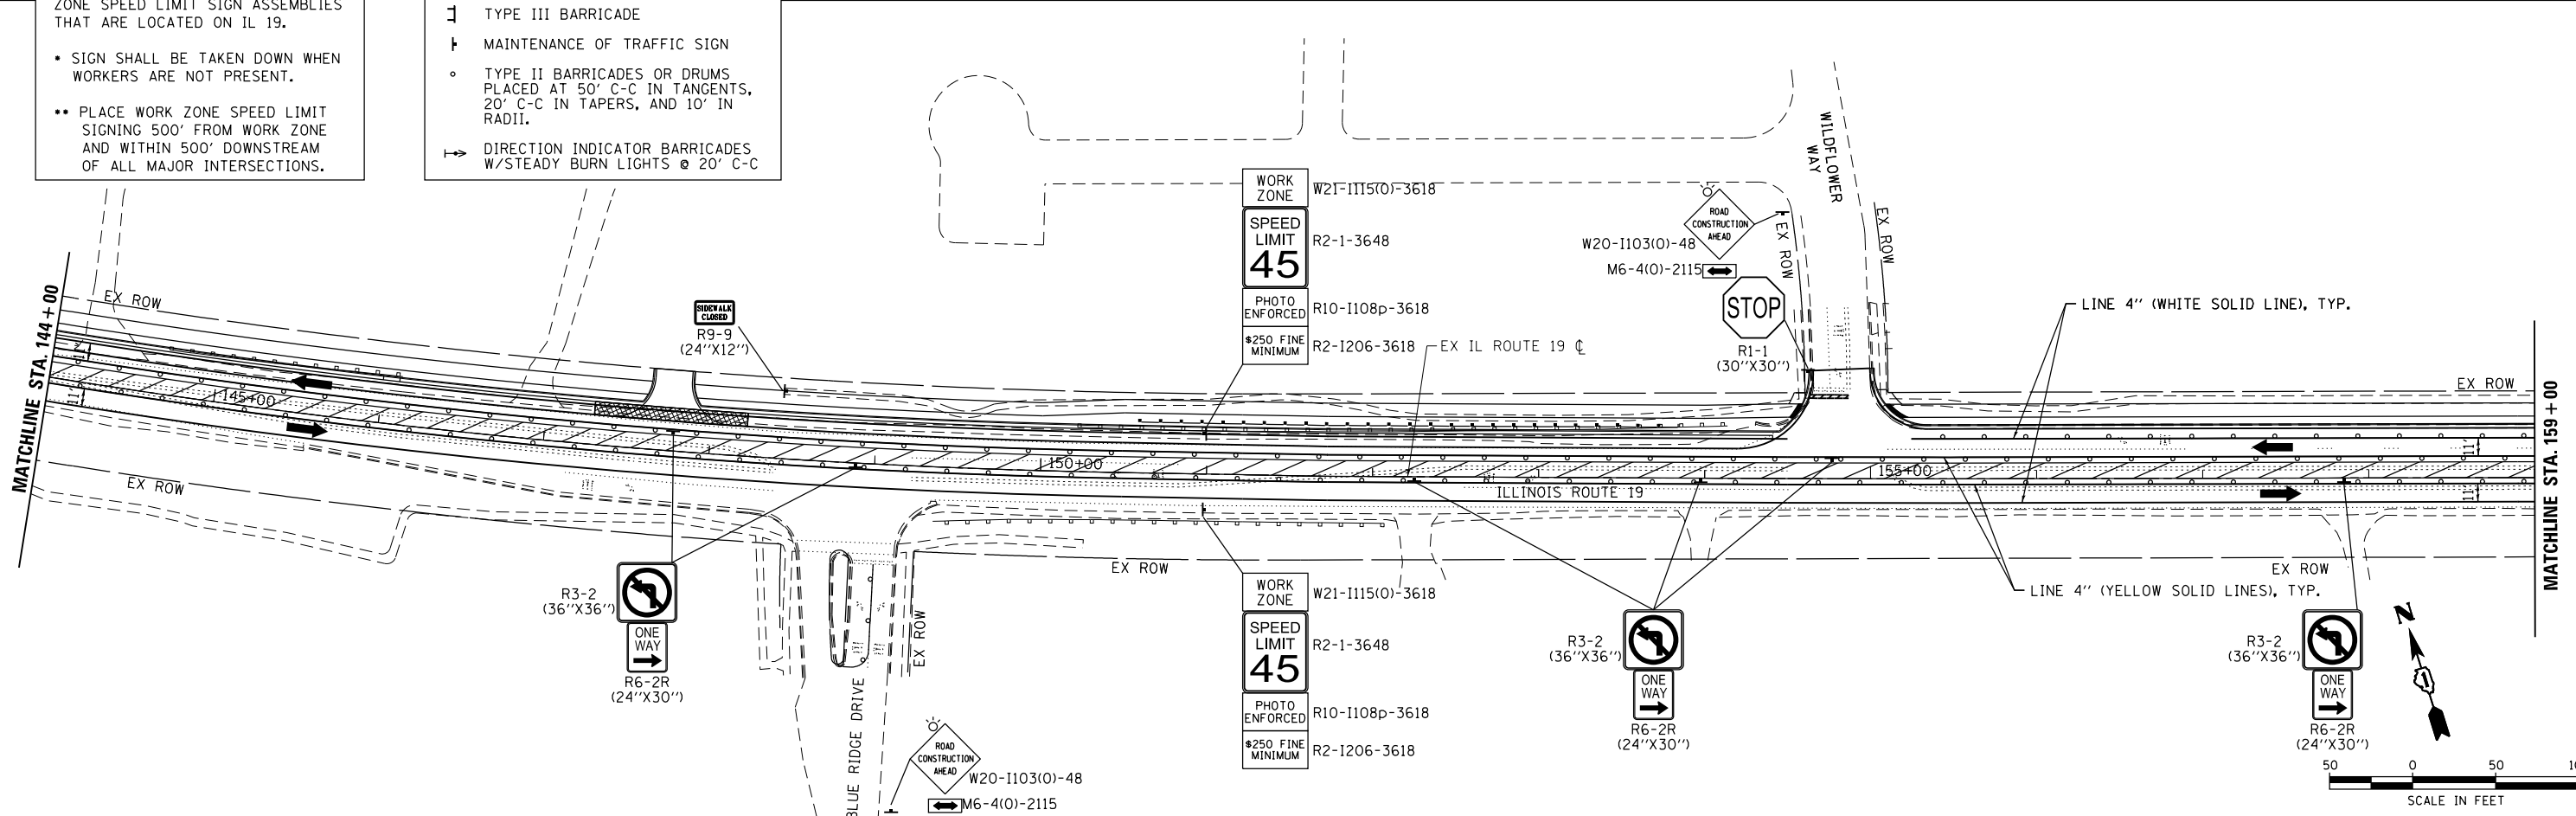 ZONE SPEED LIMIT SIGN ASSEMBLIES
THAT ARE LOCATED ON IL 19.
* SIGN SHALL BE TAKEN DOWN WHEN
WORKERS ARE NOT PRESENT.
** PLACE WORK ZONE SPEED LIMIT
SIGNING 500' FROM WORK ZONE
AND WITHIN 500' DOWNSTREAM
OF ALL MAJOR INTERSECTIONS.
TYPE III BARRICADE
MAINTENANCE OF TRAFFIC SIGN
TYPE II BARRICADES OR DRUMS
PLACED AT 50' C-C IN TANGENTS,
20' C-C IN TAPERS, AND 10' IN
RADII.
DIRECTION INDICATOR BARRICADES
W/STEADY BURN LIGHTS @ 20' C-C
WILDFLOWER
WAY
WORK
ZONE
W21-I115(O)-3618
SPEED
LIMIT
45
R2-1-3648
PHOTO
ENFORCED
R10-I108p-3618
$250 FINE
MINIMUM
R2-I206-3618
ROAD
CONSTRUCTION
AHEAD
W20-I103(O)-48
M6-4(O)-2115
STOP
R1-1
(30"X30")
EX ROW
EX ROW
LINE 4" (WHITE SOLID LINE), TYP.
EX IL ROUTE 19 ℄
SIDEWALK
CLOSED
R9-9
(24"X12")
EX ROW
EX ROW
MATCHLINE STA. 144+00
11'
11'
145+00
150+00
155+00
ILLINOIS ROUTE 19
11'
11'
MATCHLINE STA. 159+00
EX ROW
EX ROW
EX ROW
EX ROW
LINE 4" (YELLOW SOLID LINES), TYP.
R3-2
(36"X36")
ONE
WAY
R6-2R
(24"X30")
BLUE RIDGE DRIVE
ROAD
CONSTRUCTION
AHEAD
W20-I103(O)-48
M6-4(O)-2115
WORK
ZONE
W21-I115(O)-3618
SPEED
LIMIT
45
R2-1-3648
PHOTO
ENFORCED
R10-I108p-3618
$250 FINE
MINIMUM
R2-I206-3618
R3-2
(36"X36")
ONE
WAY
R6-2R
(24"X30")
R3-2
(36"X36")
ONE
WAY
R6-2R
(24"X30")
N
50 0 50
SCALE IN FEET